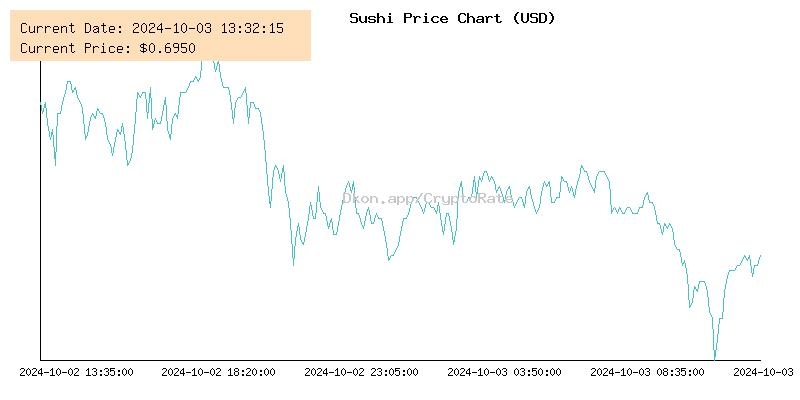 Sushi Price Chart (USD)
Current Date: 2024-10-03 13:32:15
Current Price: $0.6950
Dkon.app/CryptoRate
2024-10-02 13:35:00
2024-10-02 18:20:00
2024-10-02 23:05:00
2024-10-03 03:50:00
2024-10-03 08:35:00
2024-10-03